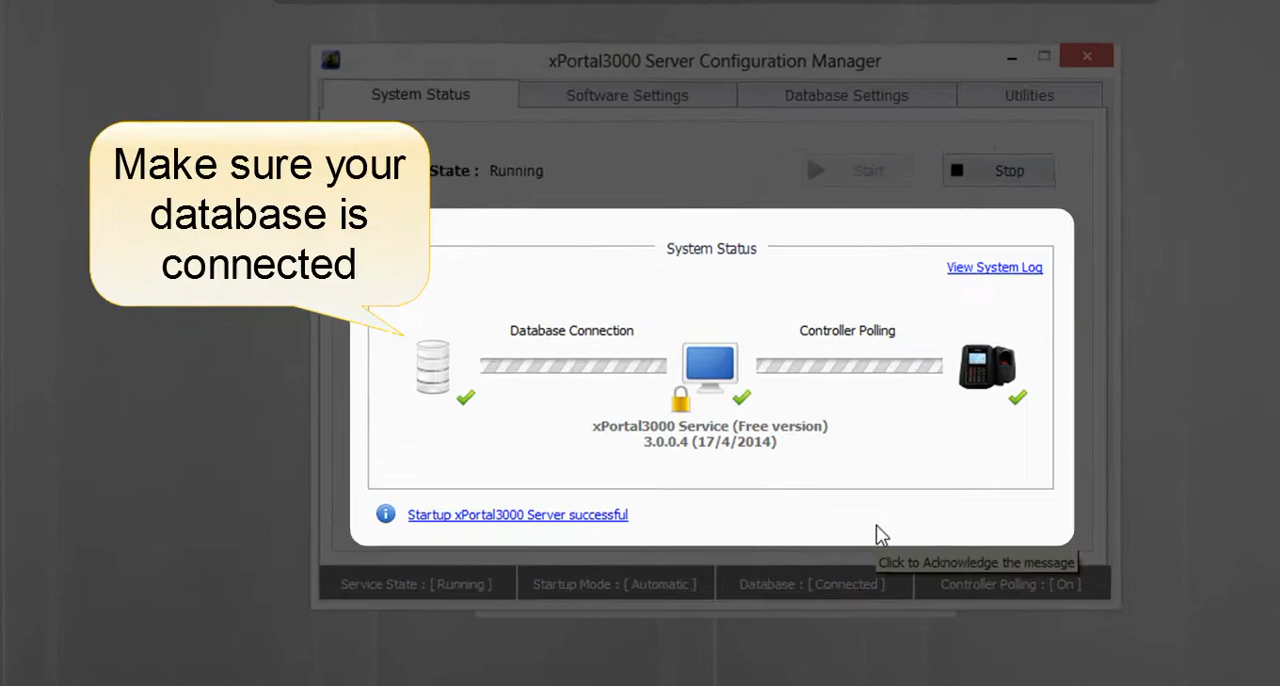 xPortal3000 Server Configuration Manager
System Status
Software Settings
Database Settings
Utilities
Make sure your
database is
connected
State : Running
Start
Stop
System Status
View System Log
Database Connection
Controller Polling
xPortal3000 Service (Free version)
3.0.0.4 (17/4/2014)
Startup xPortal3000 Server successful
Click to Acknowledge the message
Service State : [ Running ]
Startup Mode : [ Automatic ]
Database : [ Connected ]
Controller Polling : [ On ]